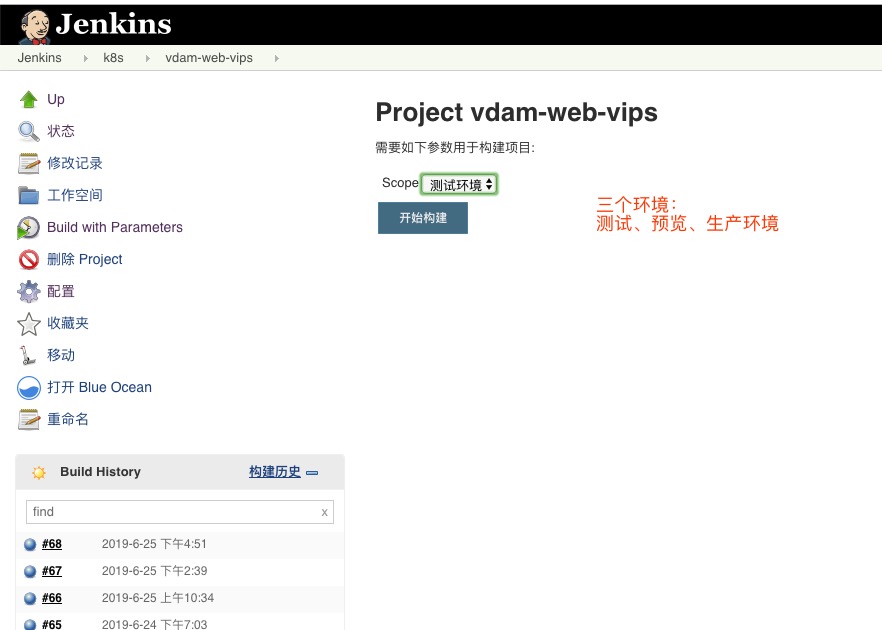 Jenkins
Jenkins k8s vdam-web-vips
Up
状态
修改记录
工作空间
Build with Parameters
删除 Project
配置
收藏夹
移动
打开 Blue Ocean
重命名
Build History 构建历史
find x
#68 2019-6-25 下午4:51
#67 2019-6-25 下午2:39
#66 2019-6-25 上午10:34
#65 2019-6-24 下午7:03
Project vdam-web-vips
需要如下参数用于构建项目:
Scope 测试环境
开始构建
三个环境：
测试、预览、生产环境